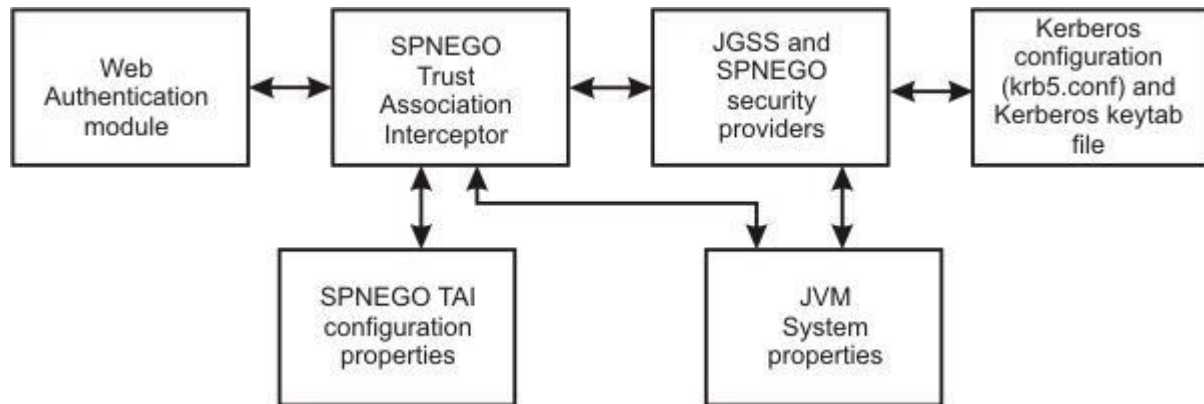 Web
Authentication
module
SPNEGO
Trust
Association
Interceptor
JGSS and
SPNEGO
security
providers
Kerberos
configuration
(krb5.conf) and
Kerberos keytab
file
SPNEGO TAI
configuration
properties
JVM
System
properties